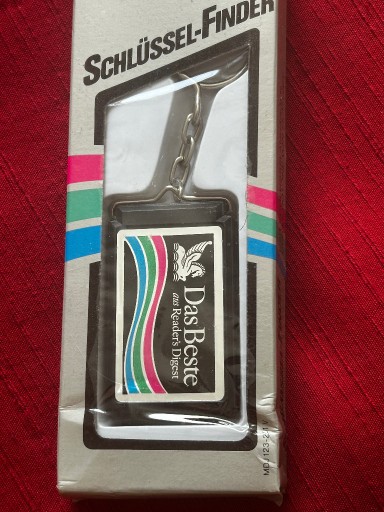 SCHLÜSSEL-FINDER
Das Beste
aus Reader's Digest